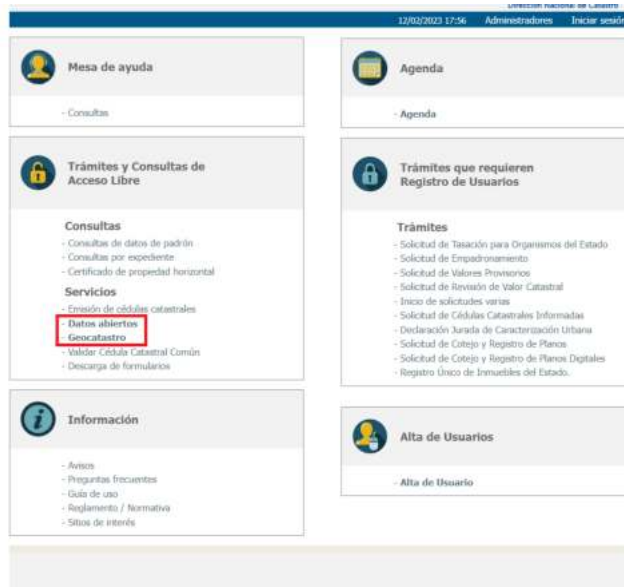 Dirección Nacional de Catastro
12/02/2023 17:56 Administradores Iniciar sesión
Mesa de ayuda
- Consultas
Trámites y Consultas de
Acceso Libre
Consultas
- Consultas de datos de padrón
- Consultas por expediente
- Certificado de propiedad horizontal
Servicios
- Emisión de cédulas catastrales
- Datos abiertos
- Geocatastro
- Validar Cédula Catastral Común
- Descarga de formularios
Información
- Avisos
- Preguntas frecuentes
- Guía de uso
- Reglamento / Normativa
- Sitios de interés
Agenda
- Agenda
Trámites que requieren
Registro de Usuarios
Trámites
- Solicitud de Tasación para Organismos del Estado
- Solicitud de Empadronamiento
- Solicitud de Valores Provisorios
- Solicitud de Revisión de Valor Catastral
- Inicio de solicitudes varias
- Solicitud de Cédulas Catastrales Informadas
- Declaración Jurada de Caracterización Urbana
- Solicitud de Cotejo y Registro de Planos
- Solicitud de Cotejo y Registro de Planos Digitales
- Registro Único de Inmuebles del Estado.
Alta de Usuarios
- Alta de Usuario